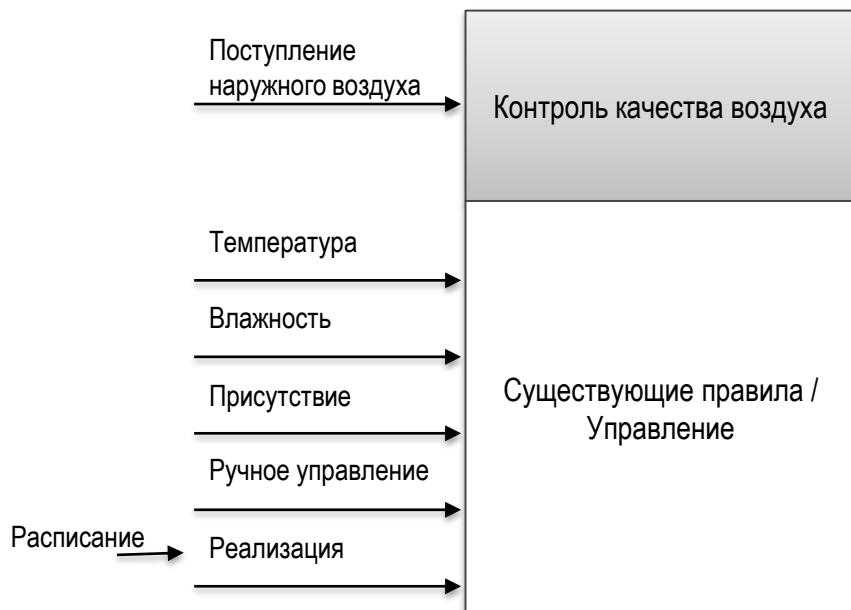 Поступление
наружного воздуха
Контроль качества воздуха
Температура
Влажность
Присутствие
Существующие правила /
Управление
Ручное управление
Расписание
Реализация